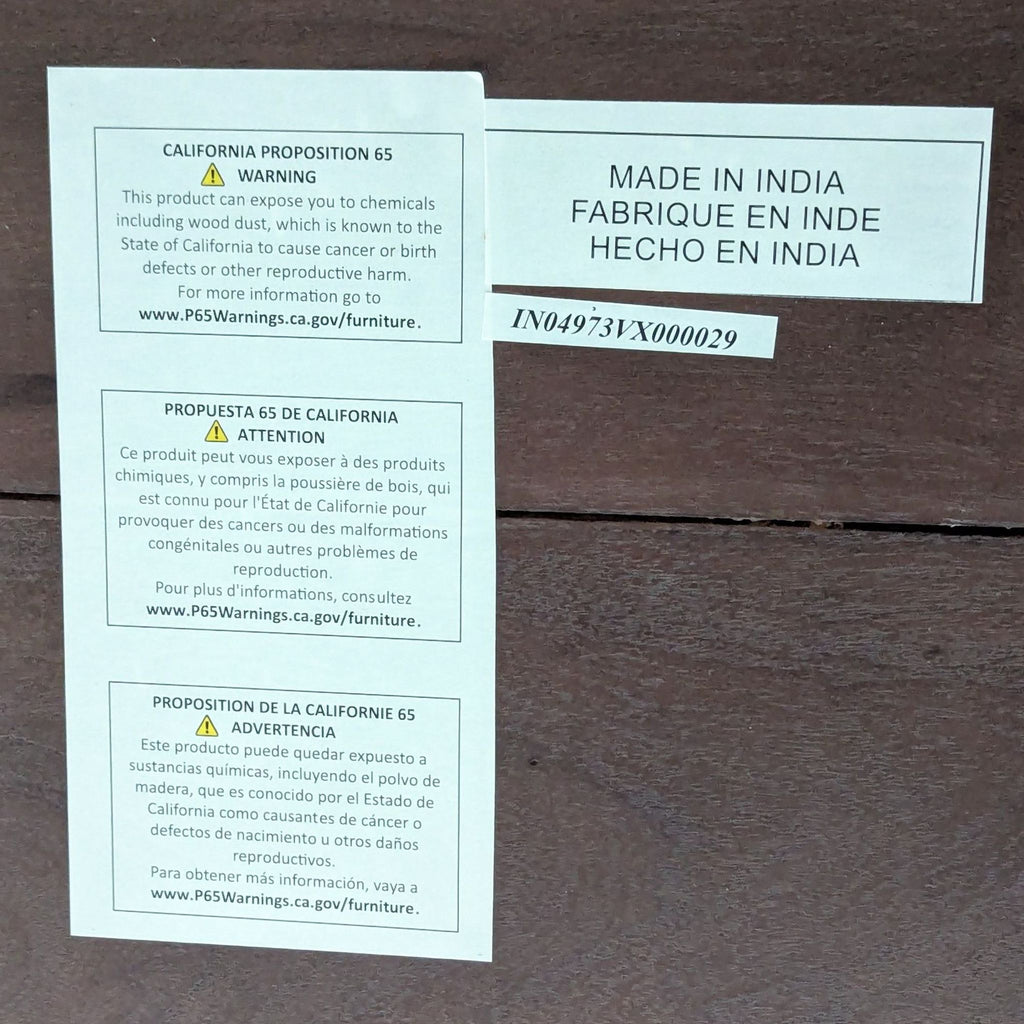 CALIFORNIA PROPOSITION 65
WARNING
This product can expose you to chemicals
including wood dust, which is known to the
State of California to cause cancer or birth
defects or other reproductive harm.
For more information go to
www.P65Warnings.ca.gov/furniture.
PROPUESTA 65 DE CALIFORNIA
ATTENTION
Ce produit peut vous exposer à des produits
chimiques, y compris la poussière de bois, qui
est connu pour l'État de Californie pour
provoquer des cancers ou des malformations
congénitales ou autres problèmes de
reproduction.
Pour plus d'informations, consultez
www.P65Warnings.ca.gov/furniture.
PROPOSITION DE LA CALIFORNIE 65
ADVERTENCIA
Este producto puede quedar expuesto a
sustancias químicas, incluyendo el polvo de
madera, que es conocido por el Estado de
California como causantes de cáncer o
defectos de nacimiento u otros daños
reproductivos.
Para obtener más información, vaya a
www.P65Warnings.ca.gov/furniture.
MADE IN INDIA
FABRIQUE EN INDE
HECHO EN INDIA
IN04973VX000029